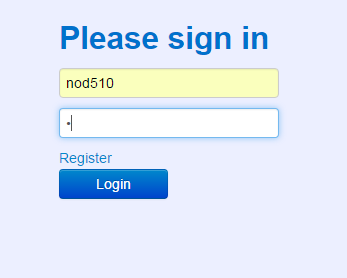 Please sign in
nod510
•
Register
Login